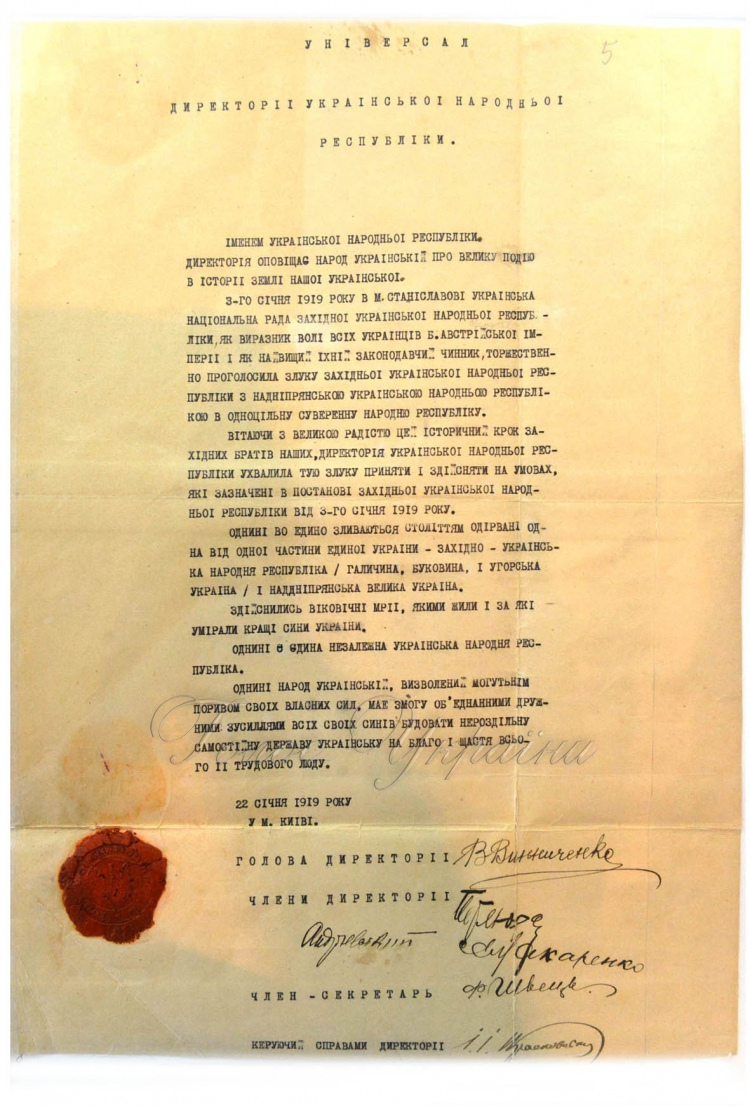 5
УНІВЕРСАЛ
ДИРЕКТОРІІ УКРАІНСЬКОІ НАРОДНЬОІ
РЕСПУБЛІКИ.
ІМЕНЕМ УКРАІНСЬКОІ НАРОДНЬОІ РЕСПУБЛІКИ.
ДИРЕКТОРІЯ ОПОВІЩАЄ НАРОД УКРАІНСЬКІЙ ПРО ВЕЛИКУ ПОДІЮ
В ІСТОРІІ ЗЕМЛІ НАШОІ УКРАІНСЬКОІ.
3-ГО СІЧНЯ 1919 РОКУ В М.СТАНІСЛАВОВІ УКРАІНСЬКА
НАЦІОНАЛЬНА РАДА ЗАХІДНОІ УКРАІНСЬКОІ НАРОДНЬОІ РЕСПУБ.-
ЛІКИ,ЯК ВИРАЗНИК ВОЛІ ВСІХ УКРАІНЦІВ Б.АВСТРІЙСЬКОІ ІМ-
ПЕРІІ І ЯК НАЙВИЩИЙ ІХНІЙ ЗАКОНОДАВЧИЙ ЧИННИК,ТОРЖЕСТВЕН-
НО ПРОГОЛОСИЛА ЗЛУКУ ЗАХІДНЬОІ УКРАІНСЬКОІ НАРОДНЬОІ РЕС-
ПУБЛІКИ З НАДНІПРЯНСЬКОЮ УКРАІНСЬКОЮ НАРОДНЬОЮ РЕСПУБЛІ-
КОЮ В ОДНОЦІЛЬНУ СУВЕРЕННУ НАРОДНЮ РЕСПУБЛІКУ.
ВІТАЮЧИ З ВЕЛИКОЮ РАДІСТЮ ЦЕЙ ІСТОРИЧНИЙ КРОК ЗА-
ХІДНИХ БРАТІВ НАШИХ,ДИРЕКТОРІЯ УКРАІНСЬКОІ НАРОДНЬОІ РЕС-
ПУБЛІКИ УХВАЛИЛА ТУЮ ЗЛУКУ ПРИНЯТИ І ЗДІЙСНЯТИ НА УМОВАХ,
ЯКІ ЗАЗНАЧЕНІ В ПОСТАНОВІ ЗАХІДНЬОІ УКРАІНСЬКОІ НАРОД-
НЬОІ РЕСПУБЛІКИ ВІД 3-ГО СІЧНЯ 1919 РОКУ.
ОДНИНІ ВО ЄДИНО ЗЛИВАЮТЬСЯ СТОЛІТТЯМ ОДІРВАНІ ОД-
НА ВІД ОДНОІ ЧАСТИНИ ЄДИНОІ УКРАІНИ - ЗАХІДНО - УКРАІНСЬ-
КА НАРОДНЯ РЕСПУБЛІКА / ГАЛИЧИНА, БУКОВИНА, І УГОРСЬКА
УКРАІНА / І НАДДНІПРЯНСЬКА ВЕЛИКА УКРАІНА.
ЗДІЙСНИЛИСЬ ВІКОВІЧНІ МРІІ, ЯКИМИ ЖИЛИ І ЗА ЯКІ
УМІРАЛИ КРАЩІ СИНИ УКРАІНИ.
ОДНИНІ Є ЄДИНА НЕЗАЛЕЖНА УКРАІНСЬКА НАРОДНЯ РЕС-
ПУБЛІКА.
ОДНИНІ НАРОД УКРАІНСЬКІЙ, ВИЗВОЛЕНИЙ МОГУТЬНІМ
ПОРИВОМ СВОІХ ВЛАСНИХ СИЛ, МАЄ ЗМОГУ ОБ'ЄДНАННИМИ ДРУЖ-
НИМИ ЗУСИЛЛЯМИ ВСІХ СВОІХ СИНІВ БУДОВАТИ НЕРОЗДІЛЬНУ
САМОСТІЙНУ ДЕРЖАВУ УКРАІНСЬКУ НА БЛАГО І ЩАСТЯ ВСЬО-
ГО ІІ ТРУДОВОГО ЛЮДУ.
22 СІЧНЯ 1919 РОКУ
У М. КИІВІ.
ГОЛОВА ДИРЕКТОРІІ В Винниченко
ЧЛЕНИ ДИРЕКТОРІІ
Андрієвский
Макаренко
ЧЛЕН-СЕКРЕТАРЬ Ф. Швець
КЕРУЮЧИЙ СПРАВАМИ ДИРЕКТОРІІ
України